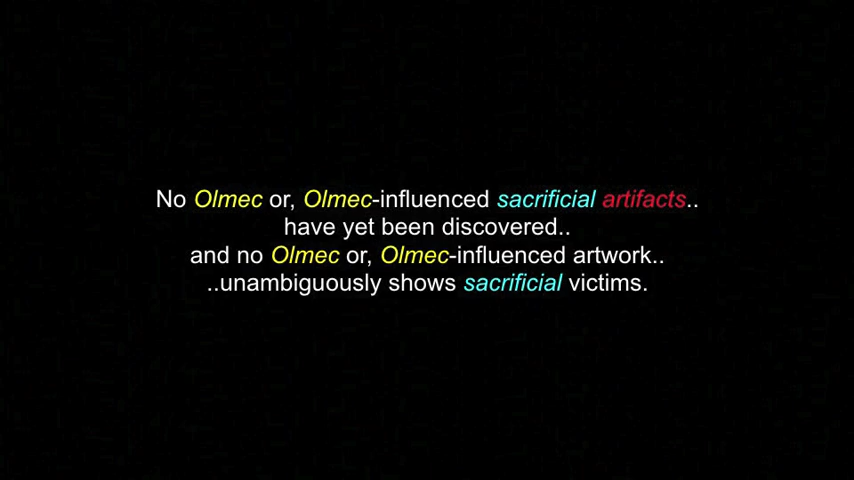 No Olmec or, Olmec-influenced sacrificial artifacts..
have yet been discovered..
and no Olmec or, Olmec-influenced artwork..
..unambiguously shows sacrificial victims.